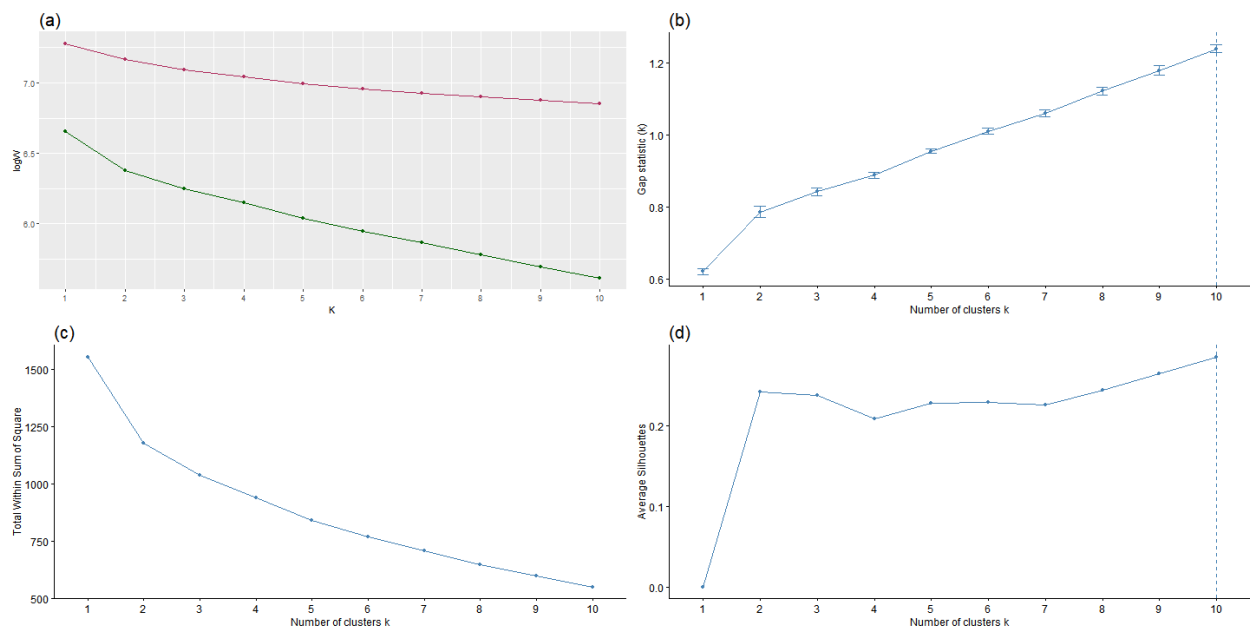 (a)
logW
7.0
6.5
6.0
1 2 3 4 5 6 7 8 9 10
K
(b)
Gap statistic (k)
1.2
1.0
0.8
0.6
1 2 3 4 5 6 7 8 9 10
Number of clusters k
(c)
Total Within Sum of Square
1500
1250
1000
750
500
1 2 3 4 5 6 7 8 9 10
Number of clusters k
(d)
Average Silhouettes
0.2
0.1
0.0
1 2 3 4 5 6 7 8 9 10
Number of clusters k